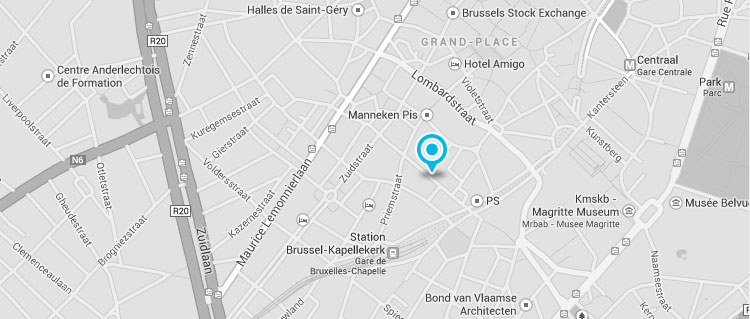 Halles de Saint-Géry
Brussels Stock Exchange
Rue R
R20
Zennestraat
GRAND-PLACE
Centraal
Gare Centrale
Hotel Amigo
Centre Anderlechtois
de Formation
Lombardstraat
Violetstraat
Park
Parc
Kantersteen
Liverpoolstraat
Kuregemsestraat
Manneken Pis
Kunstberg
Gierstraat
N6
Zuidstraat
Voldersstraat
Otletstraat
Maurice Lemonnierlaan
Priemstraat
PS
Kmskb -
Magritte Museum
Mrbab - Musee Magritte
Musée Belvue
Gheudestraat
Kazernestraat
R20
Zuidlaan
Brogniezstraat
Station
Brussel-Kapellekerk
Gare de
Bruxelles-Chapelle
Naamsestraat
Clemenceaulaan
Bond van Vlaamse
Architecten
wland